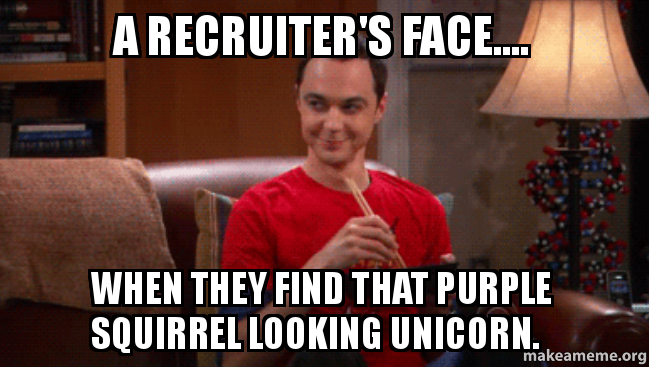 A RECRUITER'S FACE....
WHEN THEY FIND THAT PURPLE
SQUIRREL LOOKING UNICORN.
makeameme.org